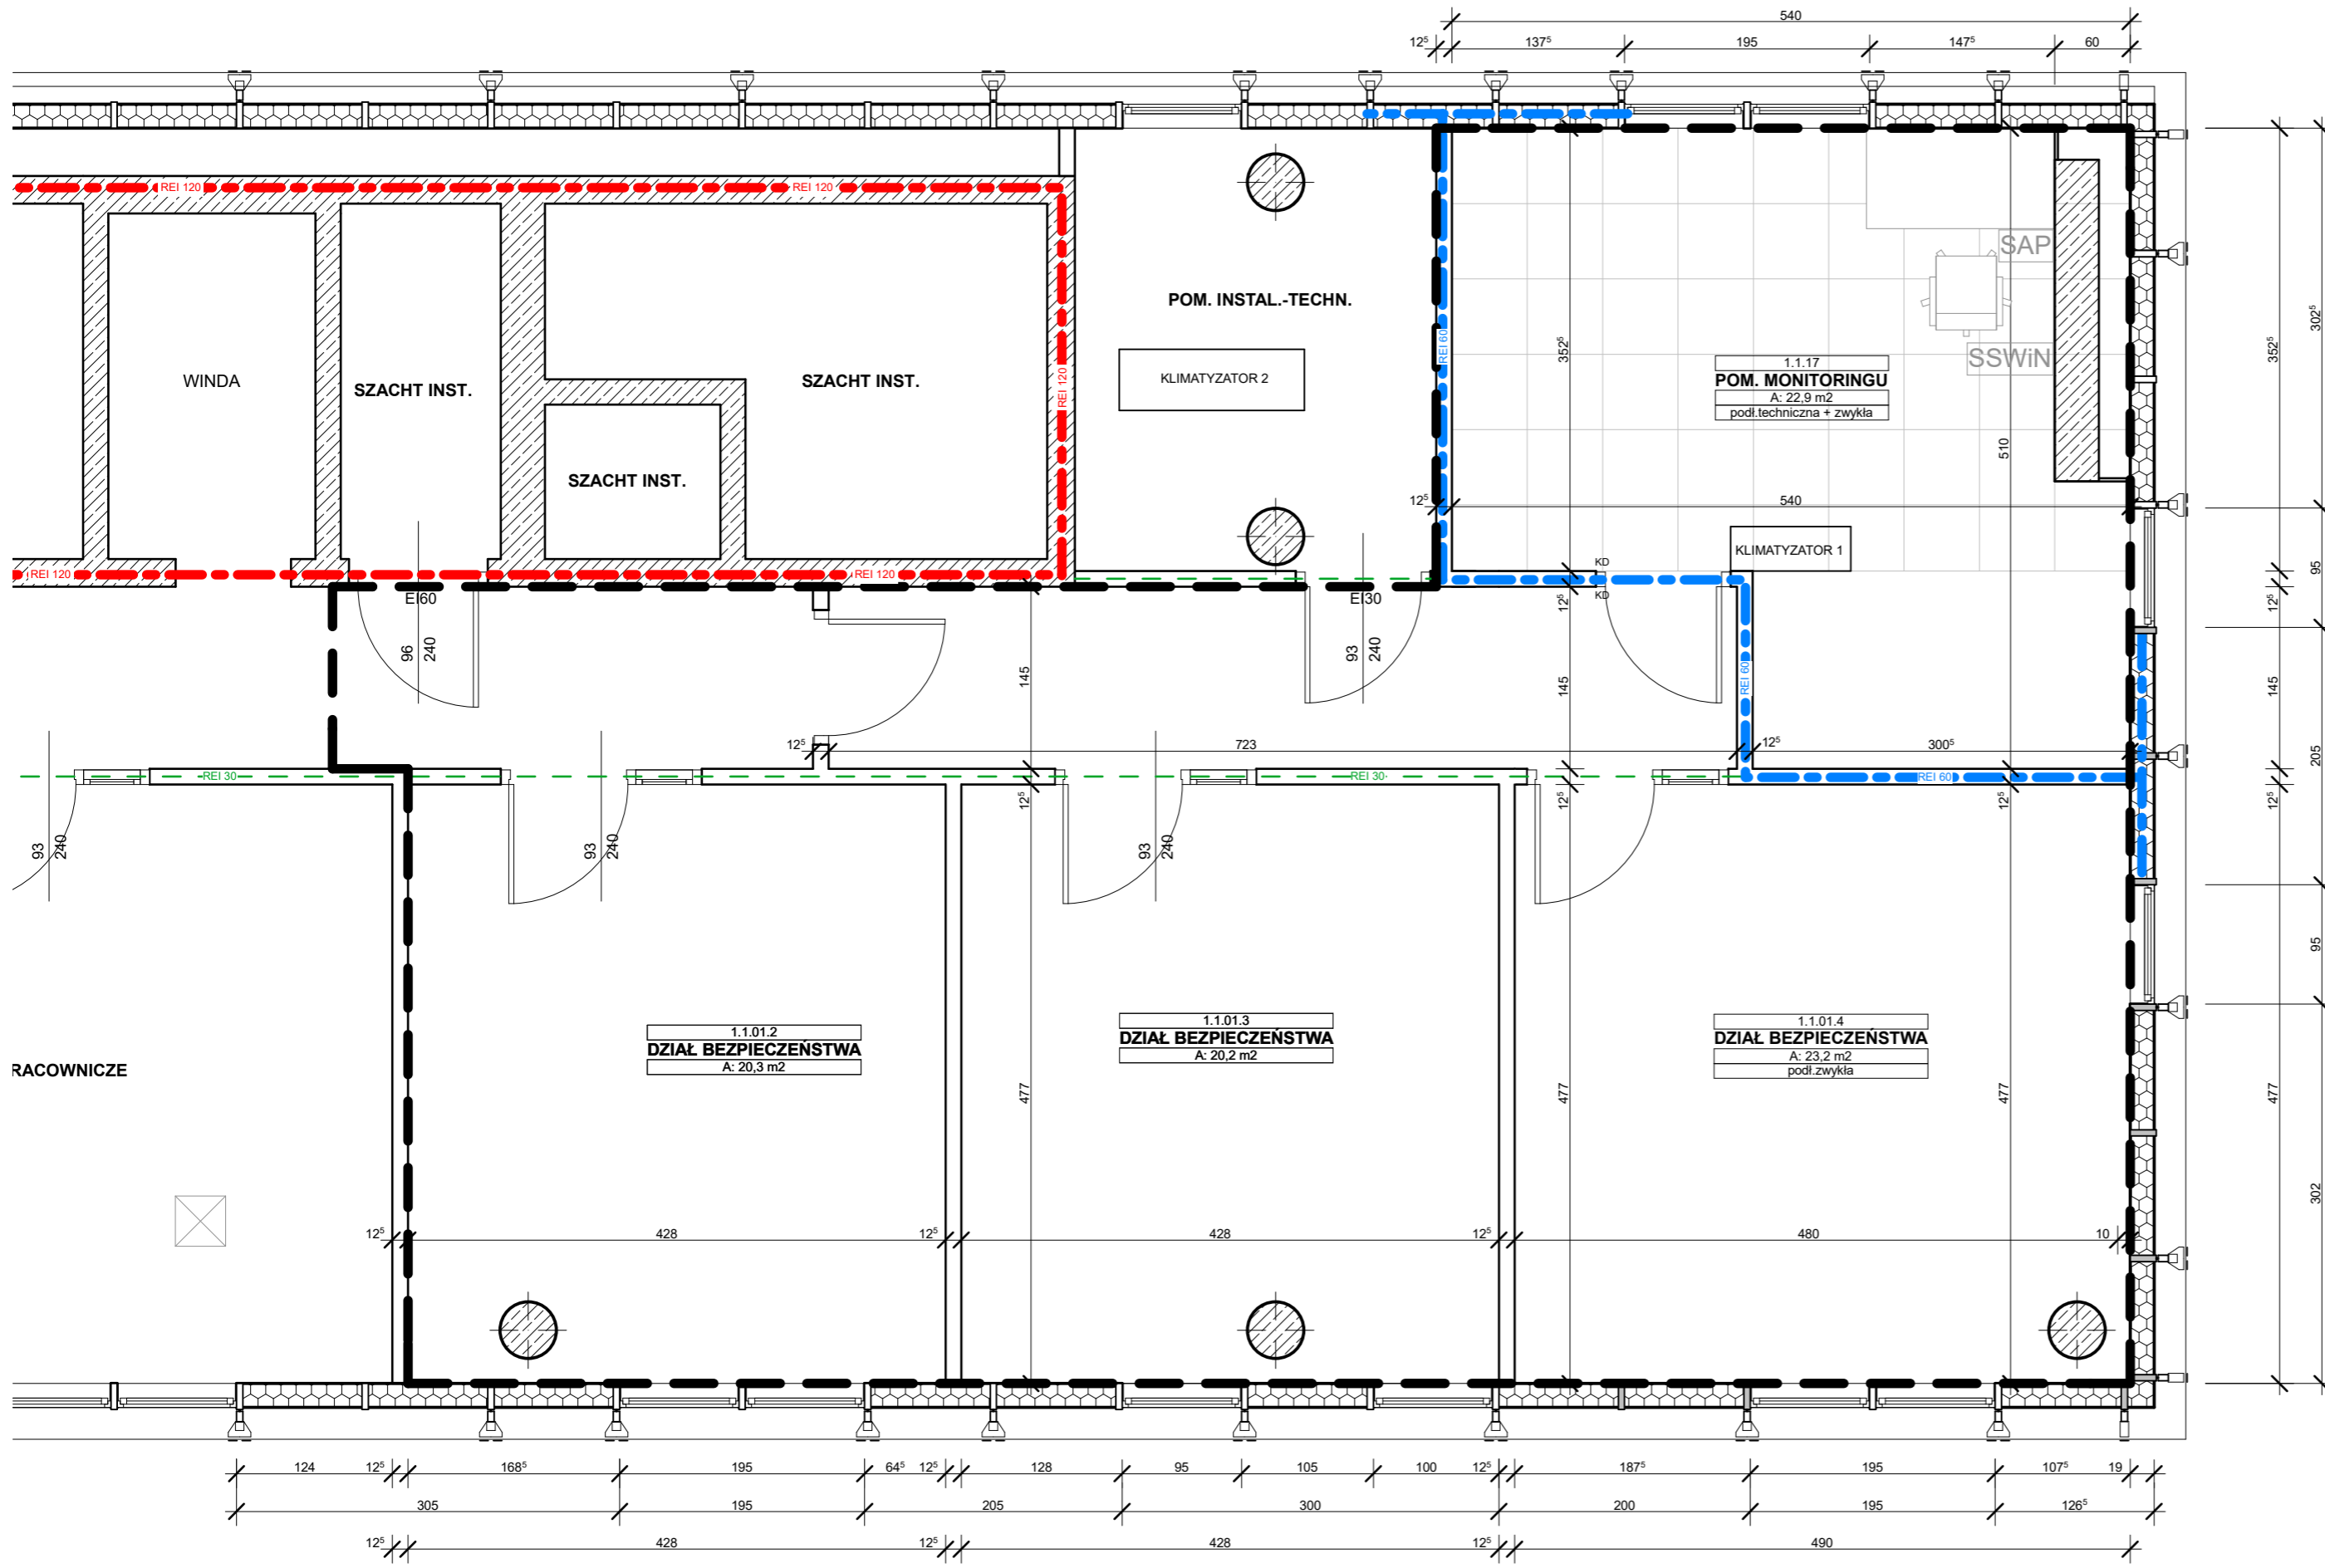 540
12⁵ 137⁵ 195 147⁵ 60
REI 120 REI 120
WINDA
SZACHT INST.
SZACHT INST.
SZACHT INST.
REI 120
REI 120
REI 120
POM. INSTAL.-TECHN.
KLIMATYZATOR 2
REI 60
352⁵
SAP
SSWiN
1.1.17
POM. MONITORINGU
A: 22,9 m2
podł.techniczna + zwykła
510
12⁵ 540
KLIMATYZATOR 1
KD
KD
EI60
96
240
EI30
93
240
145
12⁵
145
REI 60
12⁵ 723 12⁵ 300⁵
REI 30 REI 30 REI 60
12⁵ 12⁵ 12⁵
93
240
93
240
93
240
352⁵
302⁵
95
12⁵
145
205
12⁵
95
477
302
RACOWNICZE
1.1.01.2
DZIAŁ BEZPIECZEŃSTWA
A: 20,3 m2
1.1.01.3
DZIAŁ BEZPIECZEŃSTWA
A: 20,2 m2
1.1.01.4
DZIAŁ BEZPIECZEŃSTWA
A: 23,2 m2
podł.zwykła
477 477 477
12⁵ 428 12⁵ 428 12⁵ 480 10
124 12⁵ 168⁵ 195 64⁵ 12⁵ 128 95 105 100 12⁵ 187⁵ 195 107⁵ 19
305 195 205 300 200 195 126⁵
12⁵ 428 12⁵ 428 12⁵ 490